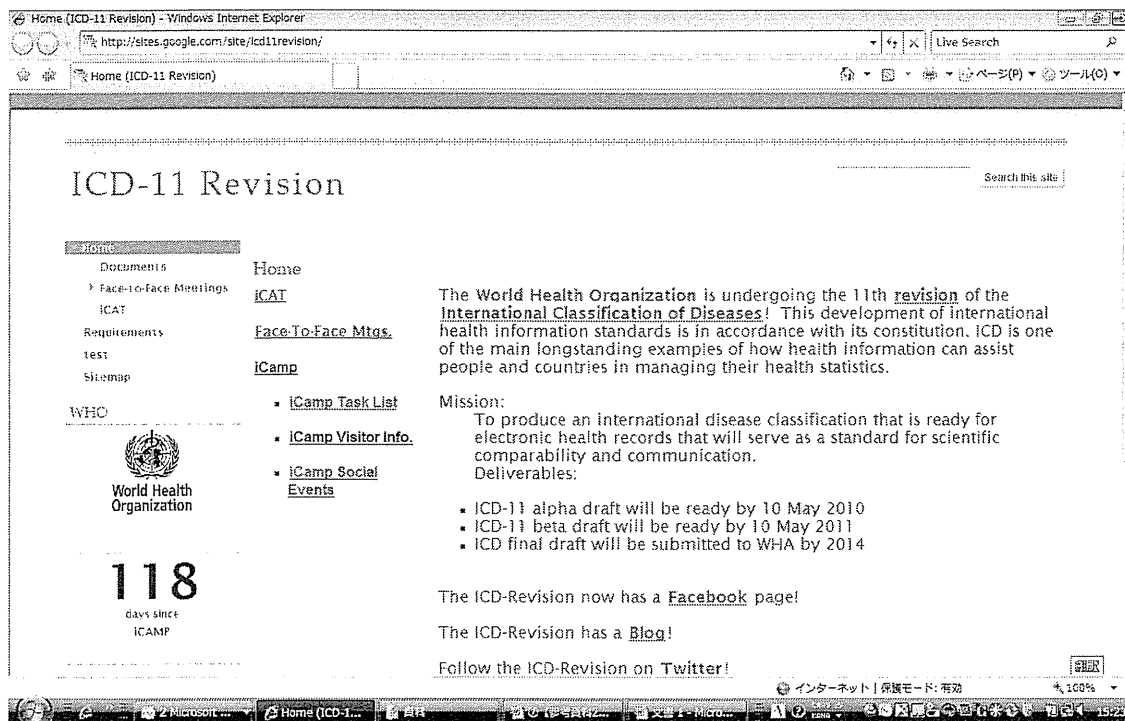 Home (ICD-11 Revision) - Windows Internet Explorer
http://sites.google.com/site/icd11revision/
Live Search
Home (ICD-11 Revision)
ページ(P)
ツール(O)
ICD-11 Revision
Search this site
Home
Documents
Face-to-Face Meetings
iCAT
Requirements
test
Sitemap
WHO
World Health
Organization
118
days since
iCAMP
Home
iCAT
Face-To-Face Mtgs.
iCamp
iCamp Task List
iCamp Visitor Info.
iCamp Social
Events
The World Health Organization is undergoing the 11th revision of the
International Classification of Diseases! This development of international
health information standards is in accordance with its constitution. ICD is one
of the main longstanding examples of how health information can assist
people and countries in managing their health statistics.
Mission:
To produce an international disease classification that is ready for
electronic health records that will serve as a standard for scientific
comparability and communication.
Deliverables:
ICD-11 alpha draft will be ready by 10 May 2010
ICD-11 beta draft will be ready by 10 May 2011
ICD final draft will be submitted to WHA by 2014
The ICD-Revision now has a Facebook page!
The ICD-Revision has a Blog!
Follow the ICD-Revision on Twitter!
インターネット | 保護モード: 有効
100%
2 Microsoft ...
Home (ICD-1...
文書 1 - Micro...